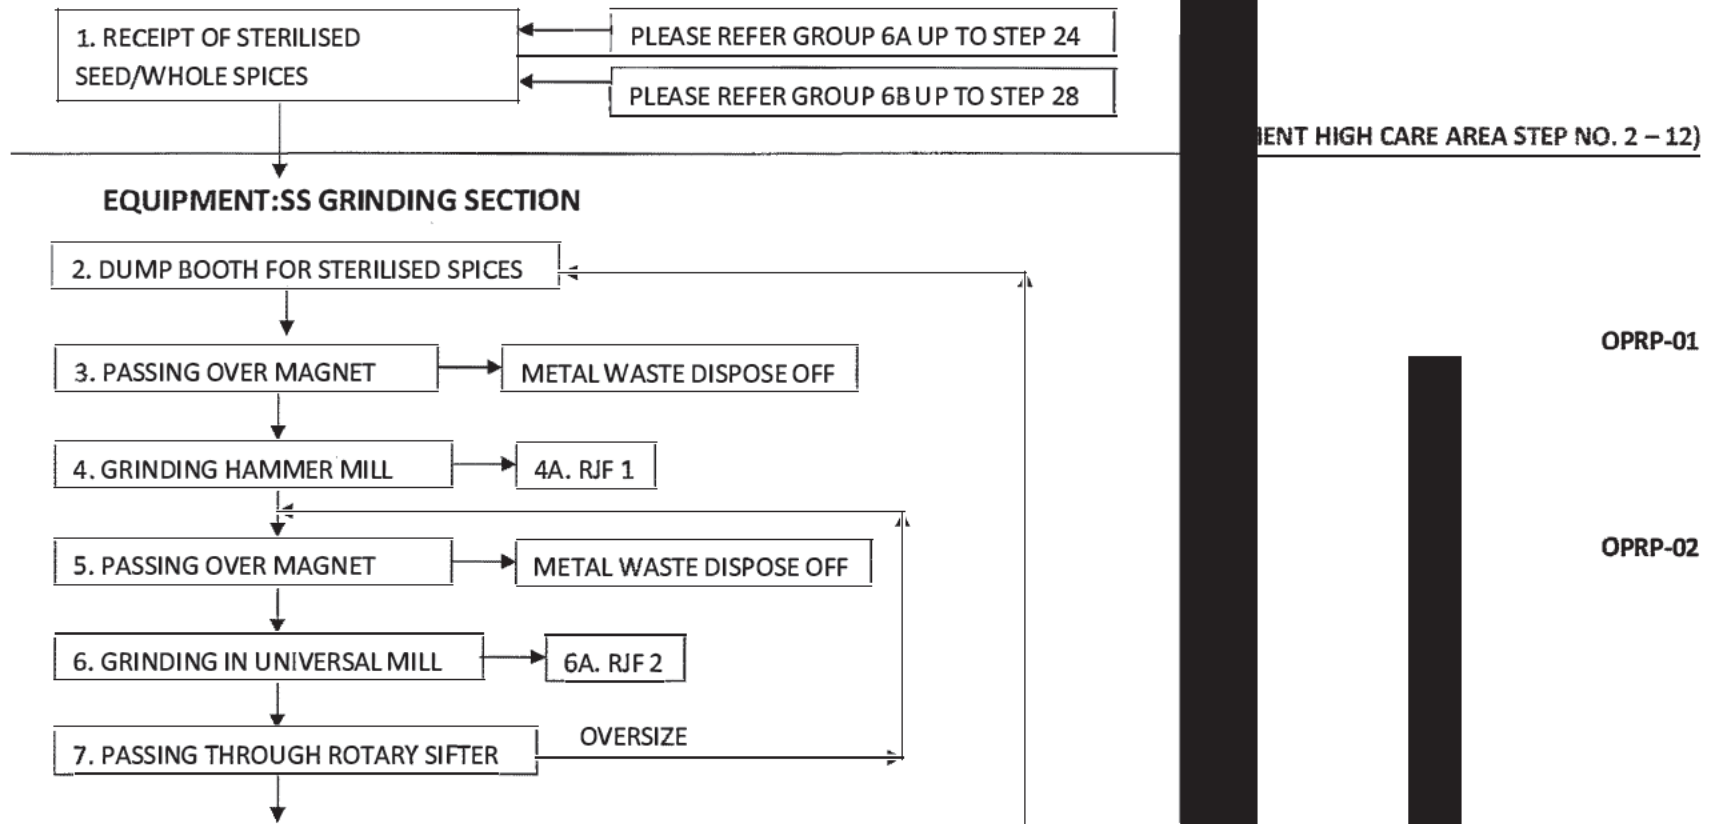 1. RECEIPT OF STERILISED
SEED/WHOLE SPICES
PLEASE REFER GROUP 6A UP TO STEP 24
PLEASE REFER GROUP 6B UP TO STEP 28
HIGH CARE AREA STEP NO. 2 – 12)
EQUIPMENT:SS GRINDING SECTION
2. DUMP BOOTH FOR STERILISED SPICES
OPRP-01
3. PASSING OVER MAGNET
METAL WASTE DISPOSE OFF
4. GRINDING HAMMER MILL
4A. RJF 1
OPRP-02
5. PASSING OVER MAGNET
METAL WASTE DISPOSE OFF
6. GRINDING IN UNIVERSAL MILL
6A. RJF 2
7. PASSING THROUGH ROTARY SIFTER
OVERSIZE